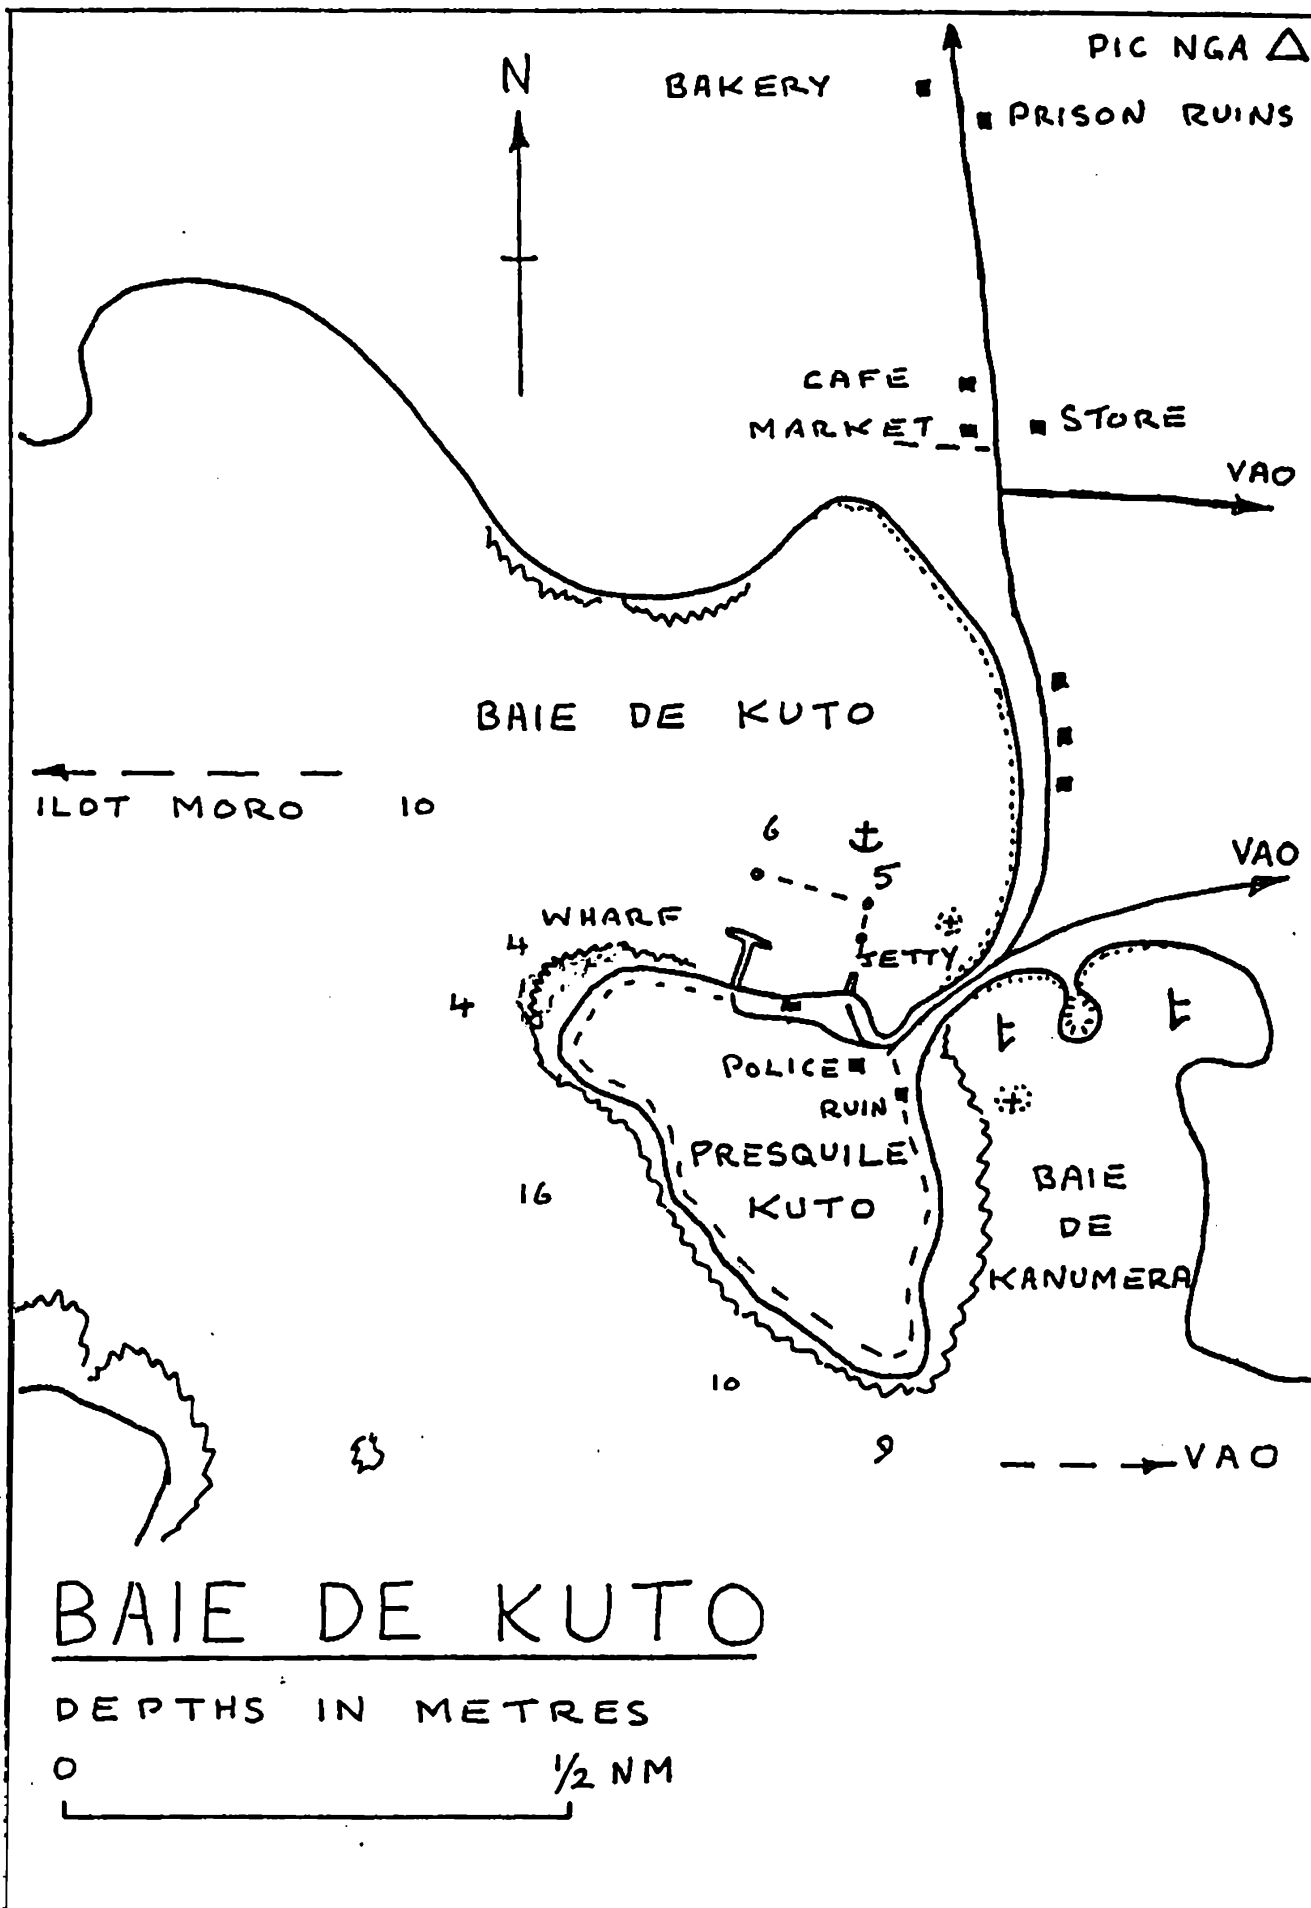 PIC NGA
N
BAKERY
PRISON RUINS
CAFE
MARKET
STORE
VAO
BAIE DE KUTO
ILOT MORO
10
6
5
VAO
WHARF
4
JETTY
4
POLICE
RUIN
PRESQUILE
KUTO
16
BAIE
DE
KANUMERA
10
9
VAO
BAIE DE KUTO
DEPTHS IN METRES
0 1/2 NM